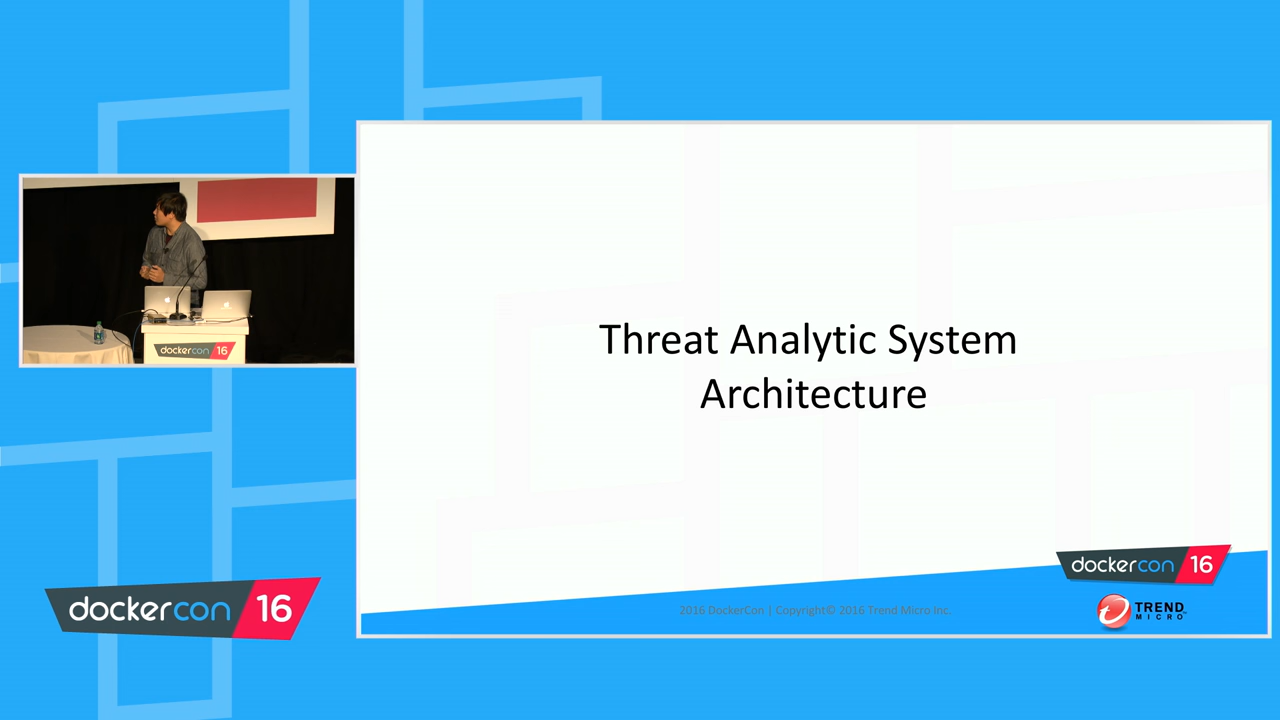 dockercon 16
Threat Analytic System
Architecture
dockercon 16
dockercon 16
2016 DockerCon | Copyright© 2016 Trend Micro Inc.
TREND
MICRO